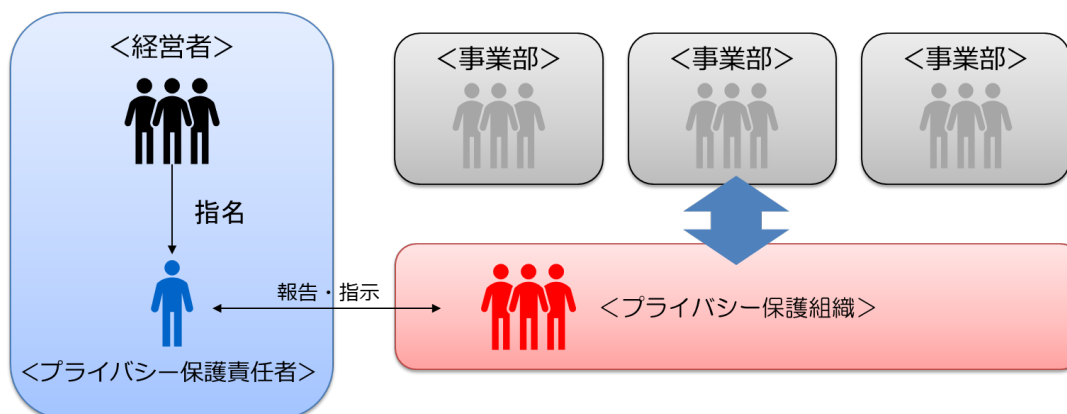 ＜経営者＞
指名
＜プライバシー保護責任者＞
報告・指示
＜事業部＞
＜事業部＞
＜事業部＞
＜プライバシー保護組織＞